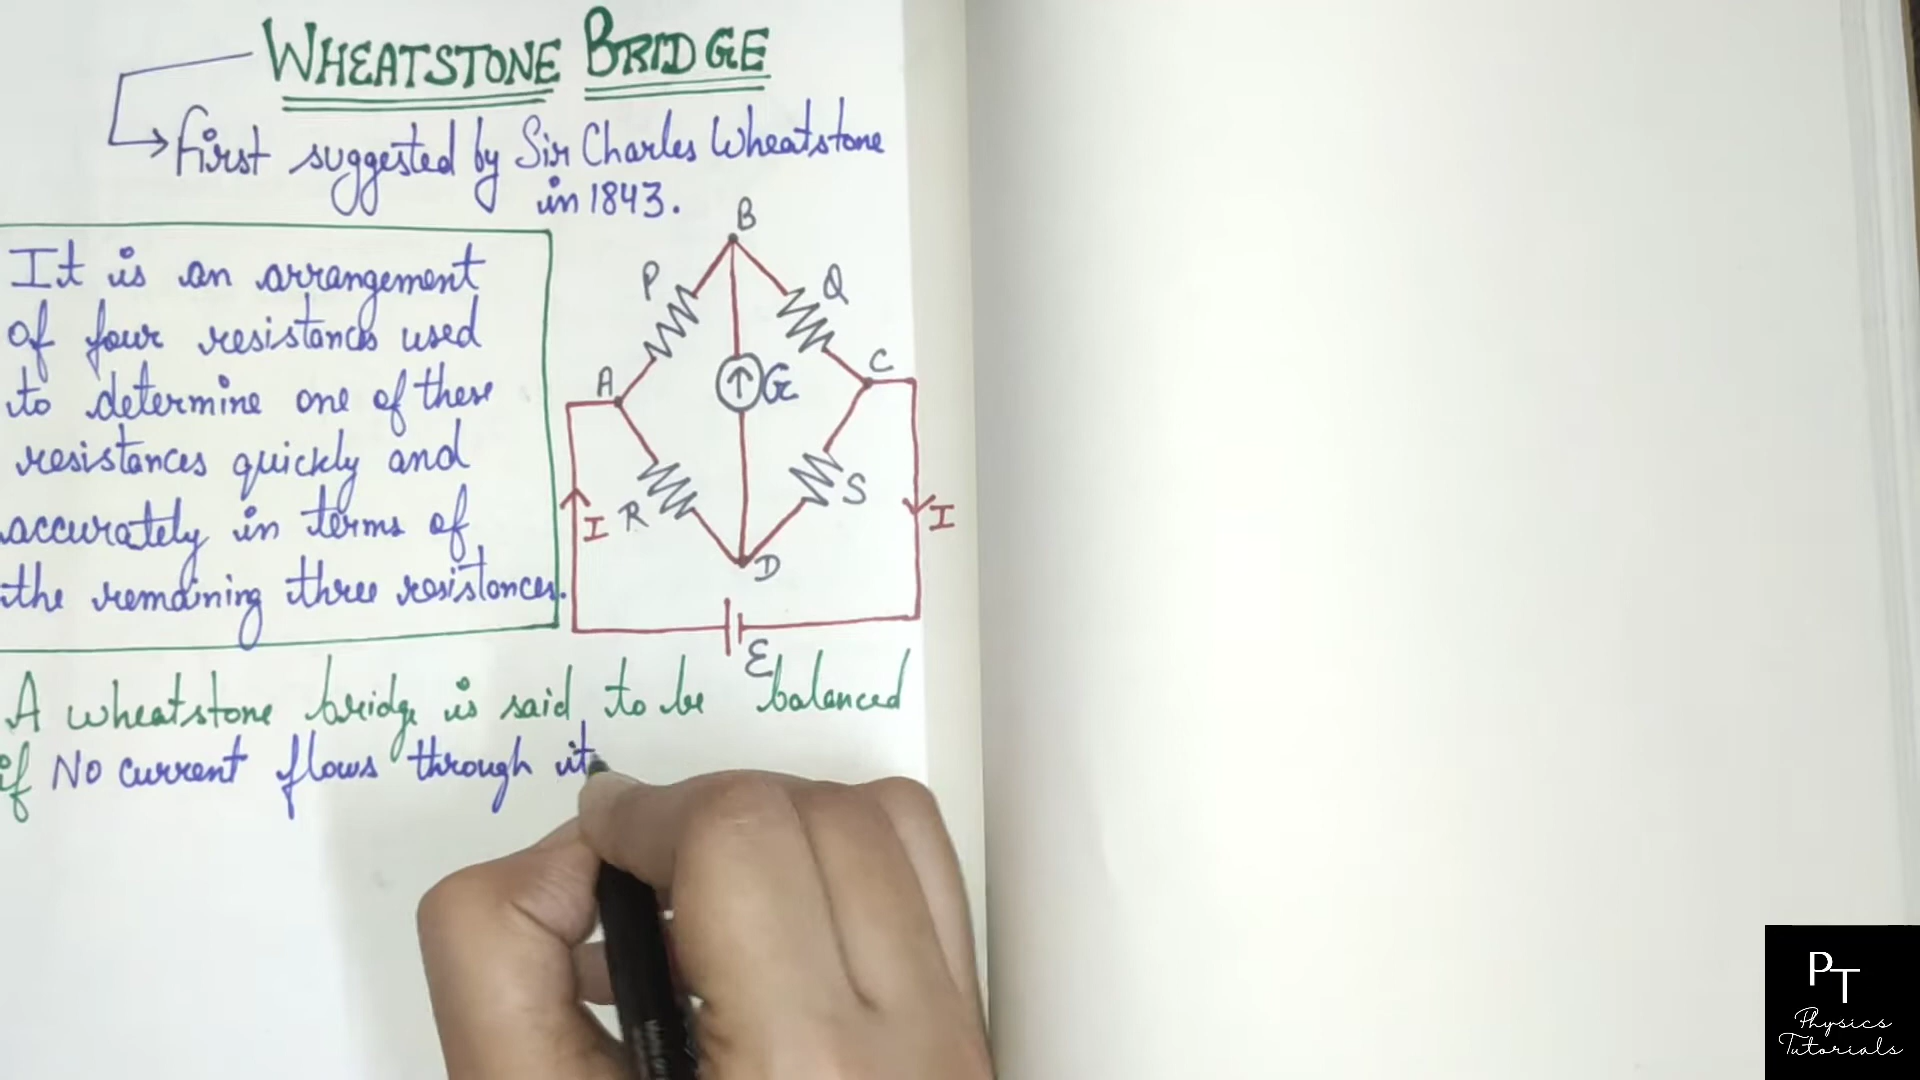 WHEATSTONE BRIDGE
First suggested by Sir Charles Wheatstone
in 1843.
It is an arrangement
of four resistances used
to determine one of these
resistances quickly and
accurately in terms of
the remaining three resistances.
B
P
Q
A
C
G
R
S
I
I
D
E
A wheatstone bridge is said to be balanced
if No current flows through it
PT
Physics
Tutorials